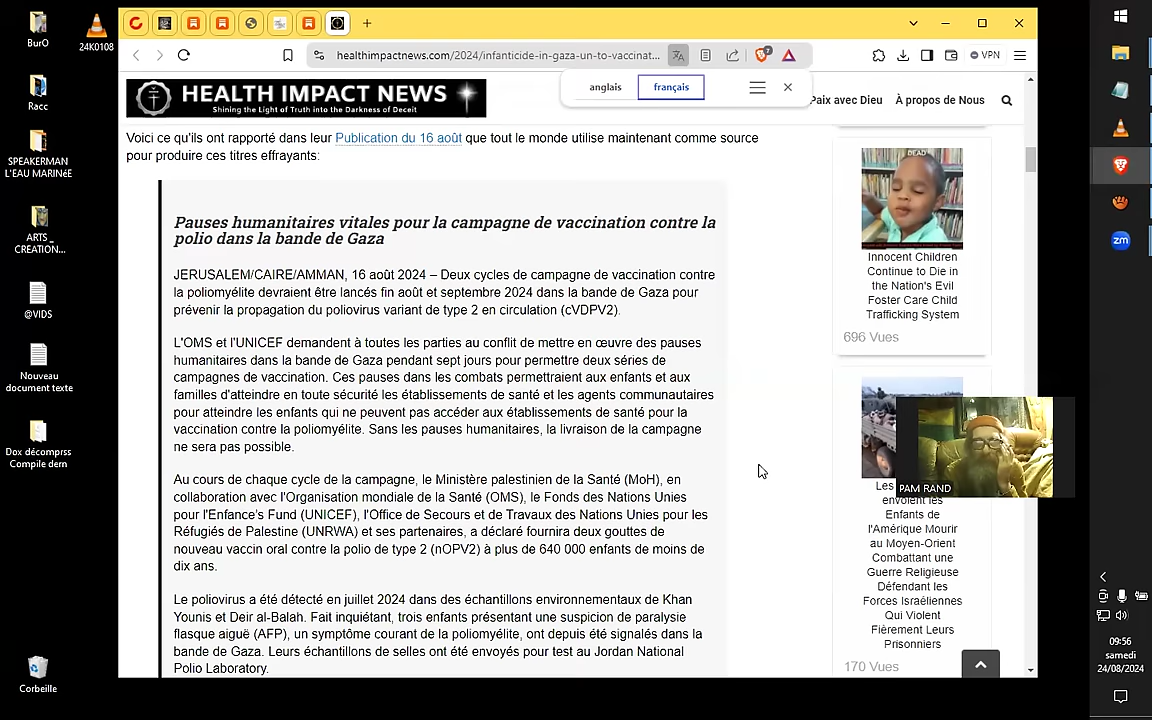 BurO
24K0108
Racc
SPEAKERMAN
L'EAU MARINéE
ARTS_
CREATION...
@VIDS
Nouveau
document texte
Dox décomprss
Compile dern
Corbeille
healthimpactnews.com/2024/infanticide-in-gaza-un-to-vaccinat...
VPN
anglais
français
HEALTH IMPACT NEWS
Shining the Light of Truth into the Darkness of Deceit
Paix avec Dieu
À propos de Nous
Voici ce qu'ils ont rapporté dans leur Publication du 16 août que tout le monde utilise maintenant comme source
pour produire ces titres effrayants:
Pauses humanitaires vitales pour la campagne de vaccination contre la
polio dans la bande de Gaza
JERUSALEM/CAIRE/AMMAN, 16 août 2024 – Deux cycles de campagne de vaccination contre
la poliomyélite devraient être lancés fin août et septembre 2024 dans la bande de Gaza pour
prévenir la propagation du poliovirus variant de type 2 en circulation (cVDPV2).
L'OMS et l'UNICEF demandent à toutes les parties au conflit de mettre en œuvre des pauses
humanitaires dans la bande de Gaza pendant sept jours pour permettre deux séries de
campagnes de vaccination. Ces pauses dans les combats permettraient aux enfants et aux
familles d'atteindre en toute sécurité les établissements de santé et les agents communautaires
pour atteindre les enfants qui ne peuvent pas accéder aux établissements de santé pour la
vaccination contre la poliomyélite. Sans les pauses humanitaires, la livraison de la campagne
ne sera pas possible.
Au cours de chaque cycle de la campagne, le Ministère palestinien de la Santé (MoH), en
collaboration avec l'Organisation mondiale de la Santé (OMS), le Fonds des Nations Unies
pour l'Enfance's Fund (UNICEF), l'Office de Secours et de Travaux des Nations Unies pour les
Réfugiés de Palestine (UNRWA) et ses partenaires, a déclaré fournira deux gouttes de
nouveau vaccin oral contre la polio de type 2 (nOPV2) à plus de 640 000 enfants de moins de
dix ans.
Le poliovirus a été détecté en juillet 2024 dans des échantillons environnementaux de Khan
Younis et Deir al-Balah. Fait inquiétant, trois enfants présentant une suspicion de paralysie
flasque aiguë (AFP), un symptôme courant de la poliomyélite, ont depuis été signalés dans la
bande de Gaza. Leurs échantillons de selles ont été envoyés pour test au Jordan National
Polio Laboratory.
DEAD
Innocent Children
Continue to Die in
the Nation's Evil
Foster Care Child
Trafficking System
696 Vues
Les
envoient les
Enfants de
l'Amérique Mourir
au Moyen-Orient
Combattant une
Guerre Religieuse
Défendant les
Forces Israéliennes
Qui Violent
Fièrement Leurs
Prisonniers
170 Vues
PAM RAND
zm
09:56
samedi
24/08/2024